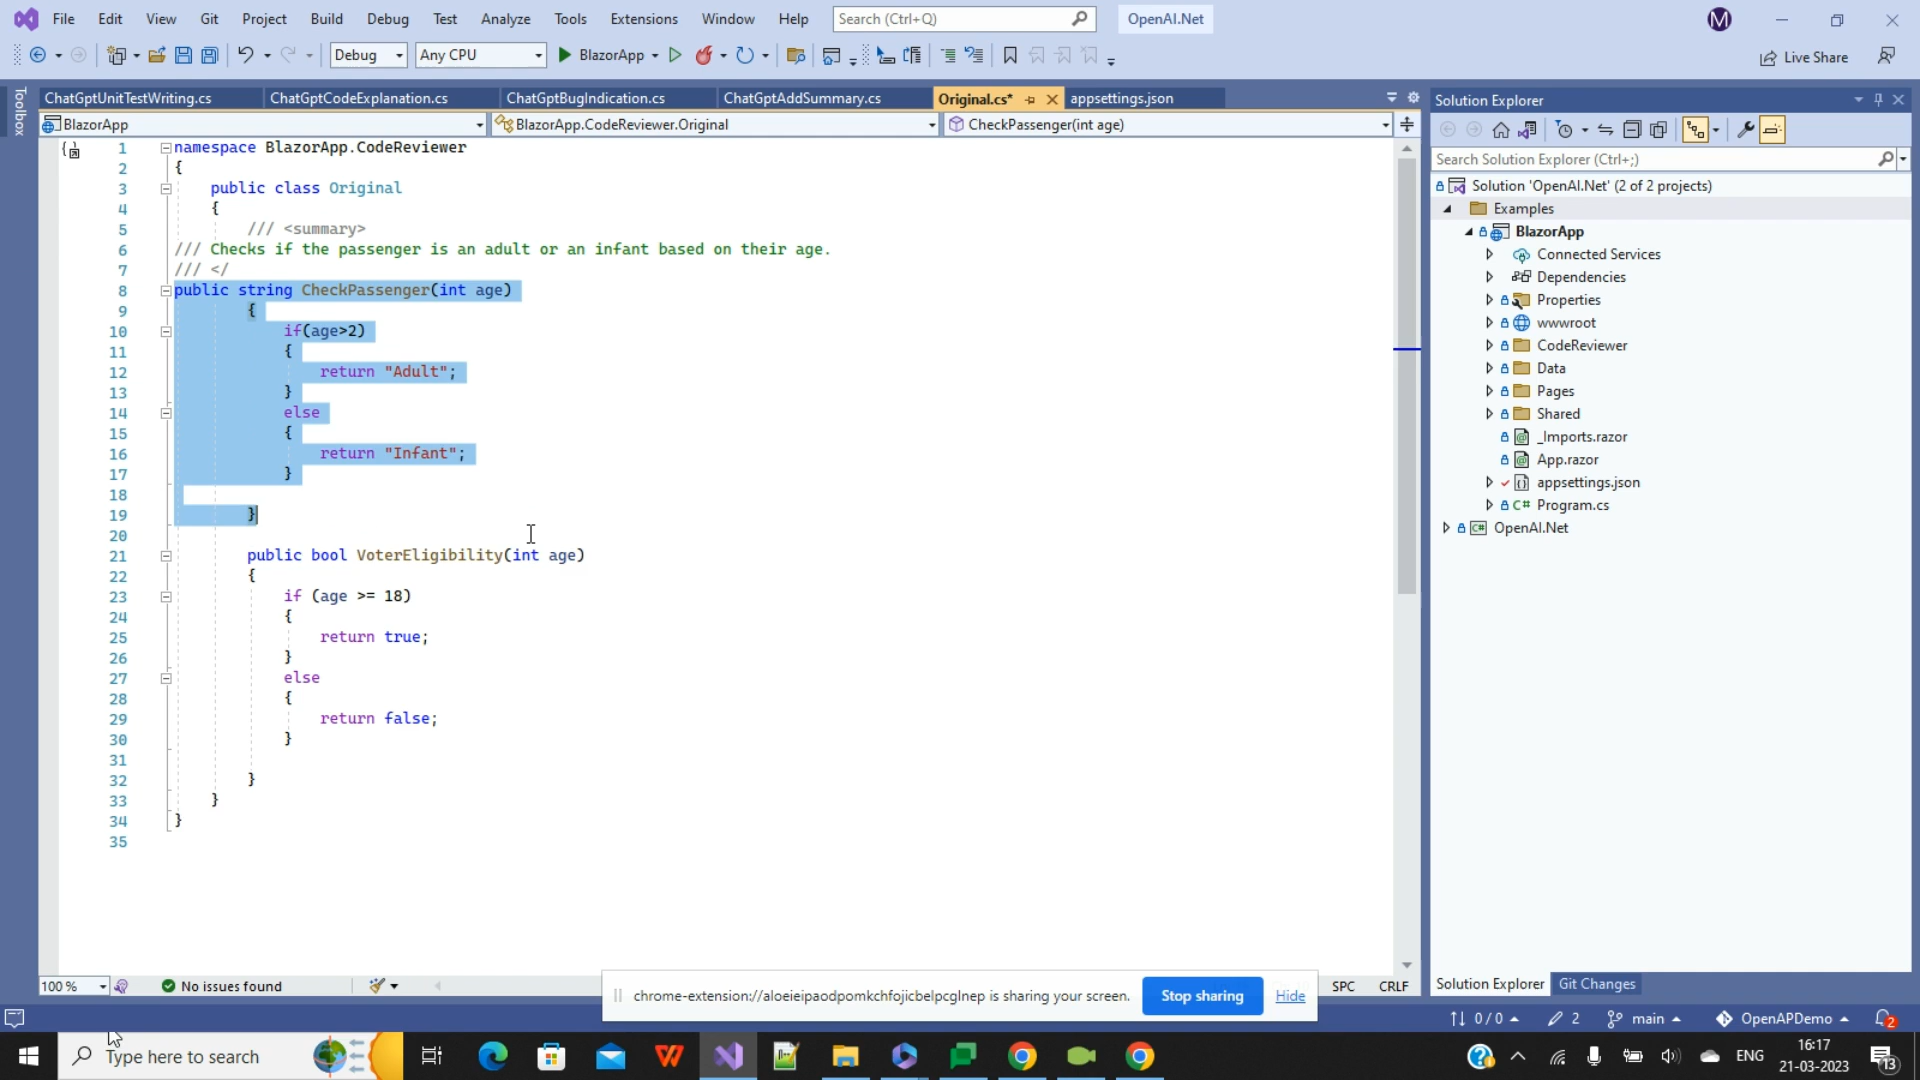 File Edit View Git Project Build Debug Test Analyze Tools Extensions Window Help Search (Ctrl+Q) OpenAI.Net M
Debug Any CPU BlazorApp Live Share
Toolbox
ChatGptUnitTestWriting.cs ChatGptCodeExplanation.cs ChatGptBugIndication.cs ChatGptAddSummary.cs Original.cs* appsettings.json
BlazorApp BlazorApp.CodeReviewer.Original CheckPassenger(int age)
1 namespace BlazorApp.CodeReviewer
2 {
3 public class Original
4 {
5 /// <summary>
6 /// Checks if the passenger is an adult or an infant based on their age.
7 /// </
8 public string CheckPassenger(int age)
9 {
10 if(age>2)
11 {
12 return "Adult";
13 }
14 else
15 {
16 return "Infant";
17 }
18
19 }
20
21 public bool VoterEligibility(int age)
22 {
23 if (age >= 18)
24 {
25 return true;
26 }
27 else
28 {
29 return false;
30 }
31
32 }
33 }
34 }
35
100 % No issues found SPC CRLF
Solution Explorer
Search Solution Explorer (Ctrl+;)
Solution 'OpenAI.Net' (2 of 2 projects)
Examples
BlazorApp
Connected Services
Dependencies
Properties
wwwroot
CodeReviewer
Data
Pages
Shared
_Imports.razor
App.razor
appsettings.json
C# Program.cs
C# OpenAI.Net
Solution Explorer Git Changes
chrome-extension://aloeieipaodpomkchfojicbelpcglnep is sharing your screen. Stop sharing Hide
0 / 0 2 main OpenAPDemo 2
Type here to search ENG 16:17
21-03-2023 13